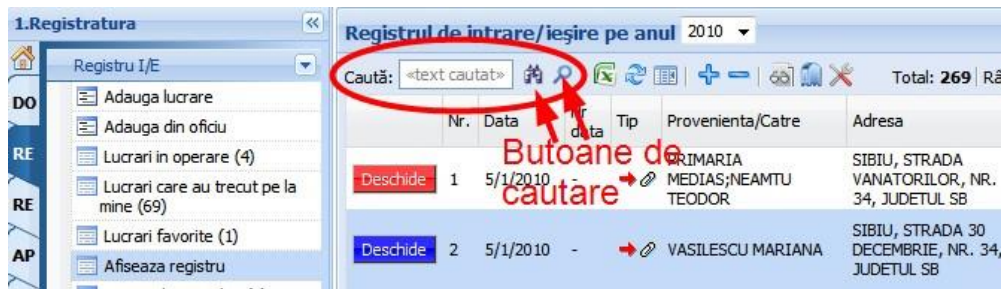 1.Registratura
Registru I/E
DO
RE
RE
AP
Adauga lucrare
Adauga din oficiu
Lucrari in operare (4)
Lucrari care au trecut pe la
mine (69)
Lucrari favorite (1)
Afiseaza registru
Registrul de intrare/ieşire pe anul 2010
Caută: «text cautat» Total: 269 Râ
Nr. Data Nr data Tip Provenienta/Catre Adresa
Butoane de
cautare
Deschide 1 5/1/2010 - PRIMARIA
MEDIAS;NEAMTU
TEODOR
SIBIU, STRADA
VANATORILOR, NR.
34, JUDETUL SB
Deschide 2 5/1/2010 - VASILESCU MARIANA
SIBIU, STRADA 30
DECEMBRIE, NR. 34,
JUDETUL SB